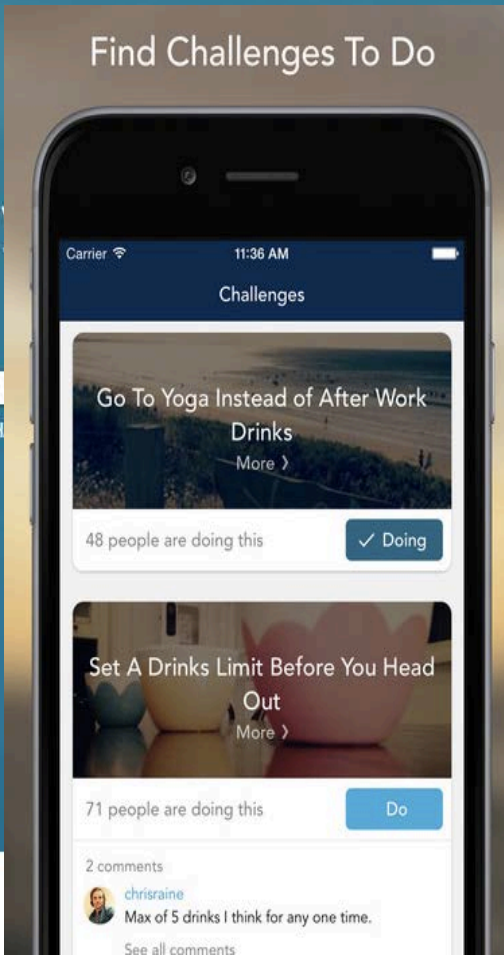 Find Challenges To Do
Carrier 11:36 AM
Challenges
Go To Yoga Instead of After Work
Drinks
More 〉
48 people are doing this ✓ Doing
Set A Drinks Limit Before You Head
Out
More 〉
71 people are doing this Do
2 comments
chrisraine
Max of 5 drinks I think for any one time.
See all comments